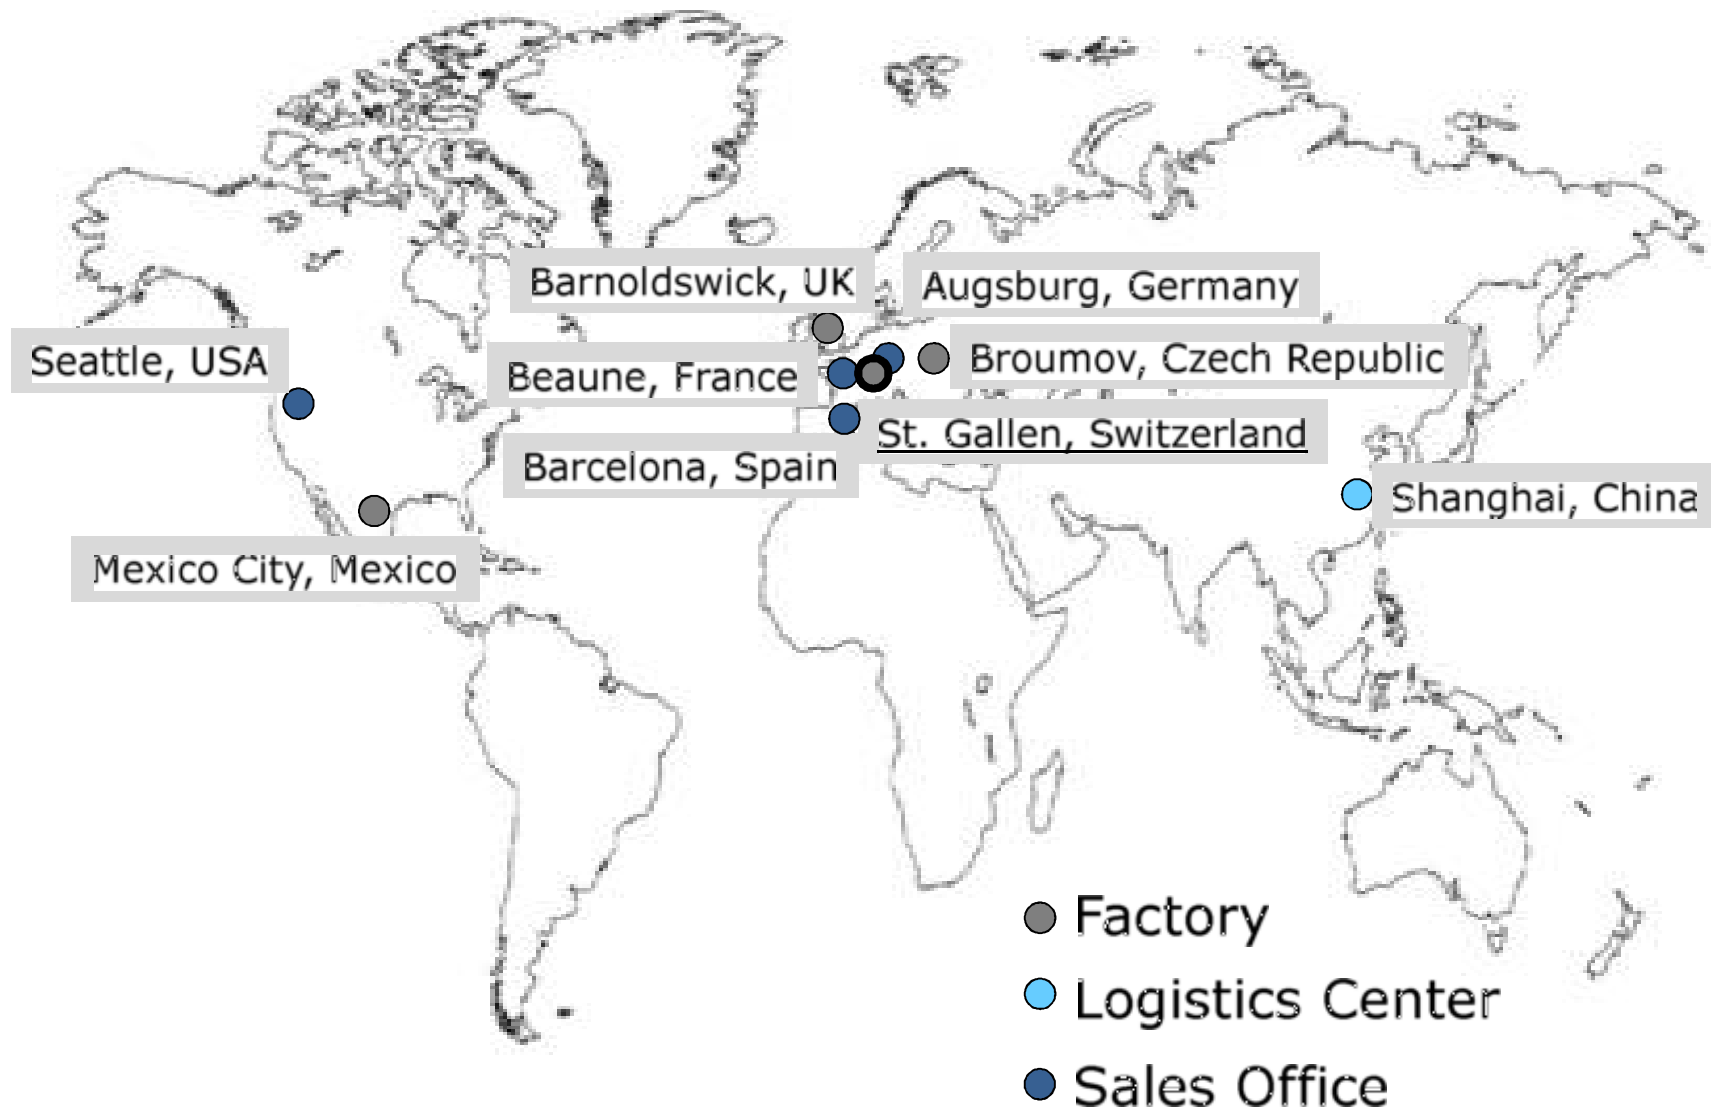 Barnoldswick, UK
Augsburg, Germany
Seattle, USA
Beaune, France
Broumov, Czech Republic
St. Gallen, Switzerland
Barcelona, Spain
Shanghai, China
Mexico City, Mexico
Factory
Logistics Center
Sales Office